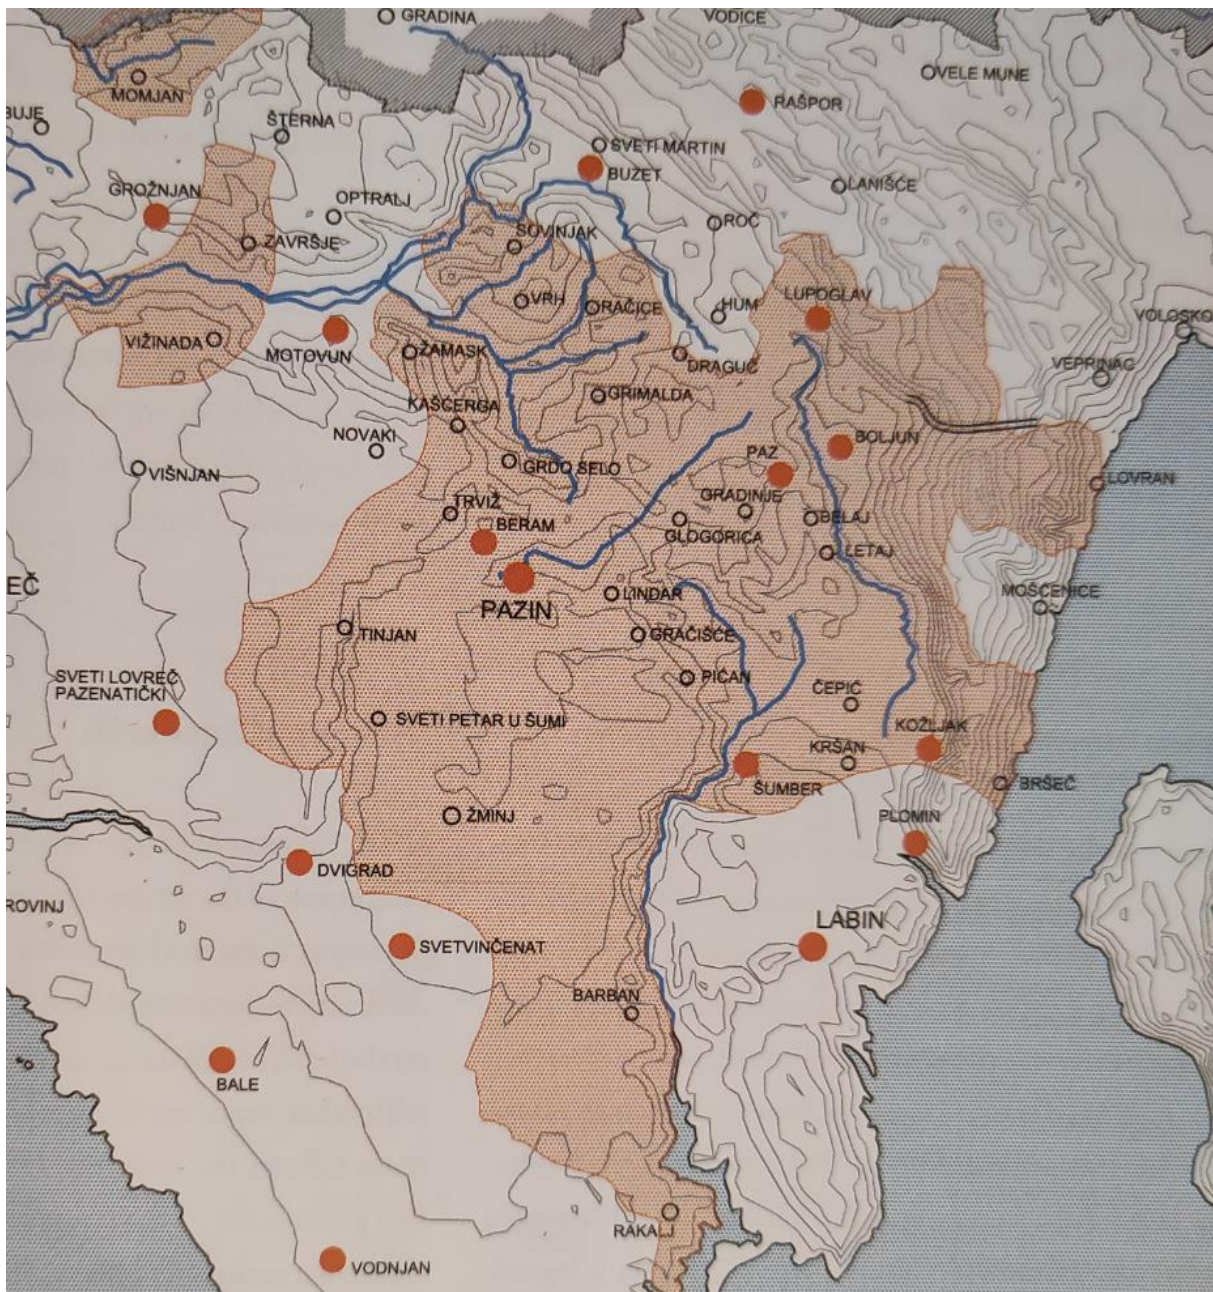 GRADINA
VODICE
VELE MUNE
MOMJAN
RAŠPOR
BUJE
ŠTERNA
SVETI MARTIN
BUZET
GROŽNJAN
OPTRALJ
LANIŠĆE
ROČ
ZAVRŠJE
SOVINJAK
LUPOGLAV
VRH
RAČICE
HUM
VOLOSKO
VIŽINADA
MOTOVUN
ŽAMASK
DRAGUĆ
VEPRINAC
GRIMALDA
KAŠĆERGA
NOVAKI
BOLJUN
PAZ
VIŠNJAN
GRDO SELO
LOVRAN
GRADINJE
TRVIŽ
BERAM
BELAJ
GLOGORICA
LETAJ
EČ
PAZIN
LINDAR
MOŠĆENICE
TINJAN
GRAČIŠĆE
SVETI LOVREČ
PAZENATIČKI
PIĆAN
ČEPIĆ
SVETI PETAR U ŠUMI
KOŽLJAK
KRŠAN
ŠUMBER
BRŠEČ
ŽMINJ
PLOMIN
DVIGRAD
ROVINJ
LABIN
SVETVINČENAT
BARBAN
BALE
RAKALJ
VODNJAN